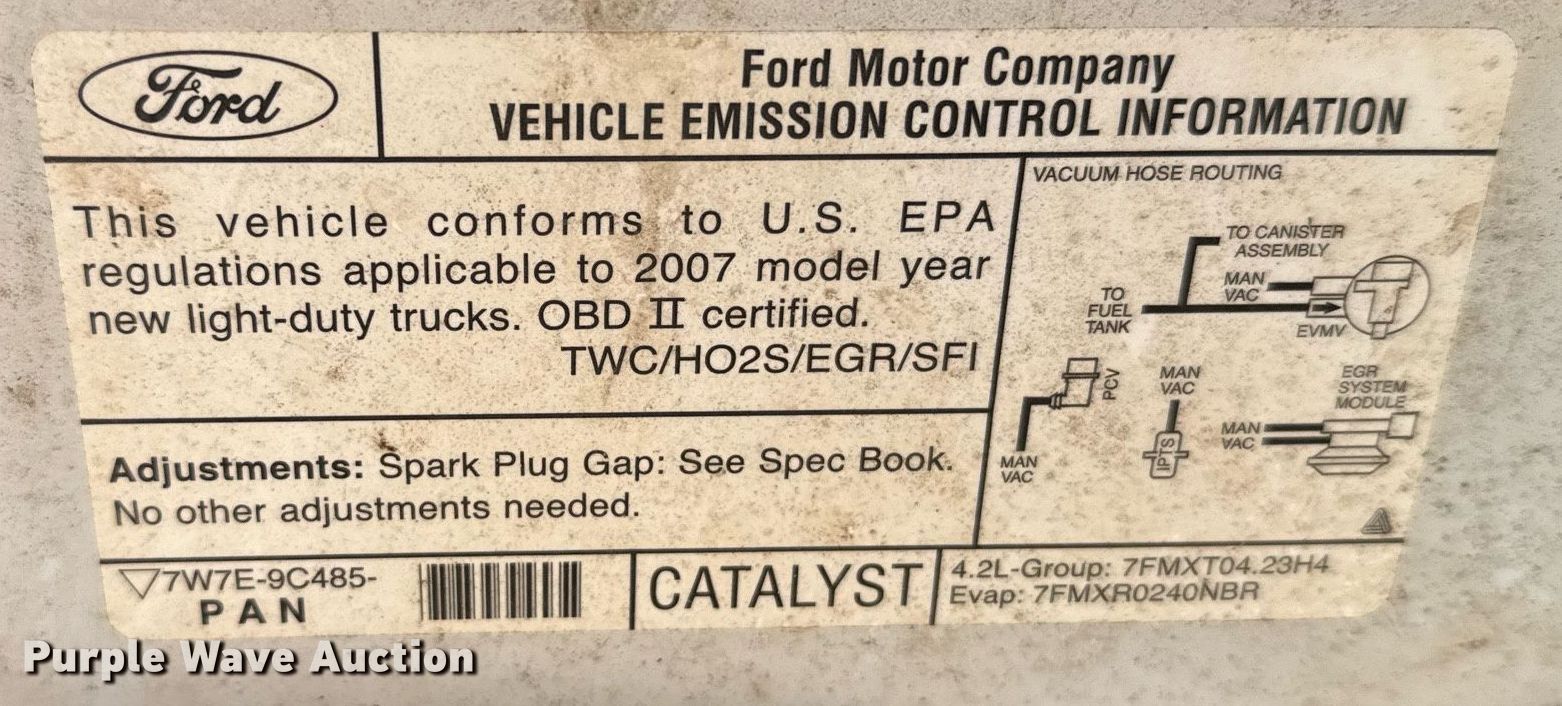 Ford
Ford Motor Company
VEHICLE EMISSION CONTROL INFORMATION
This vehicle conforms to U.S. EPA
regulations applicable to 2007 model year
new light-duty trucks. OBD II certified.
TWC/HO2S/EGR/SFI
Adjustments: Spark Plug Gap: See Spec Book.
No other adjustments needed.
VACUUM HOSE ROUTING
TO CANISTER
ASSEMBLY
MAN
VAC
TO
FUEL
TANK
EVMV
PCV
MAN
VAC
MAN
VAC
IPTS
EGR
SYSTEM
MODULE
MAN
VAC
7W7E-9C485-
PAN
CATALYST
4.2L-Group: 7FMXT04.23H4
Evap: 7FMXR0240NBR
Purple Wave Auction